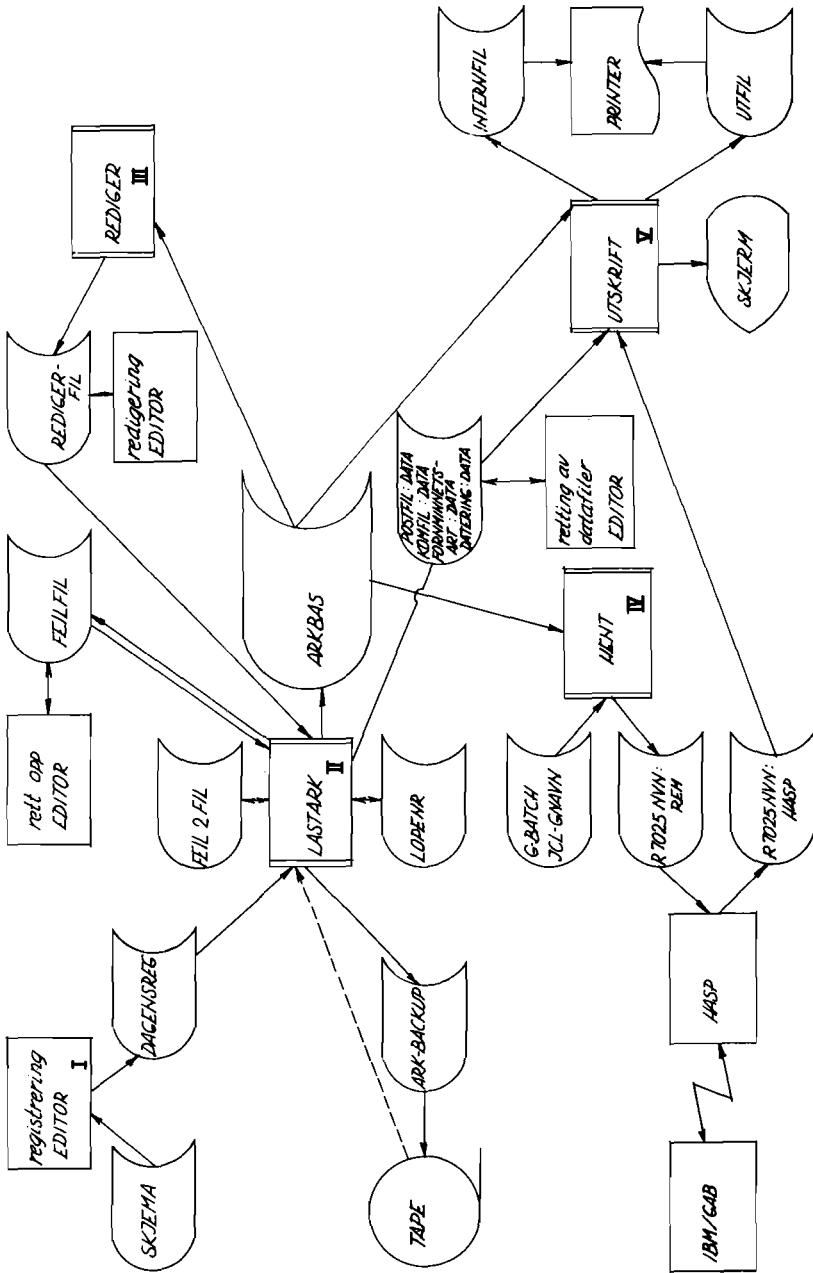 registrering
EDITOR
I
SKJEMA
DAGENSREG
rett opp
EDITOR
FEILFIL
REDIGER-
FIL
redigering
EDITOR
REDIGER
III
FEIL 2 FIL
LASTARK
II
LOPENR
ARKBAS
TAPE
ARK-BACKUP
POSTFIL:DATA
KOMFIL:DATA
FORNMINNETS-
ART:DATA
DATERING:DATA
retting av
datafiler
EDITOR
G-BATCH
JCL-GNAVN
HENT
IV
R7025 NVN:
REM
R7025 NVN:
HASP
IBM/GAB
HASP
UTSKRIFT
V
SKJERM
INTERNFIL
PRINTER
UTFIL